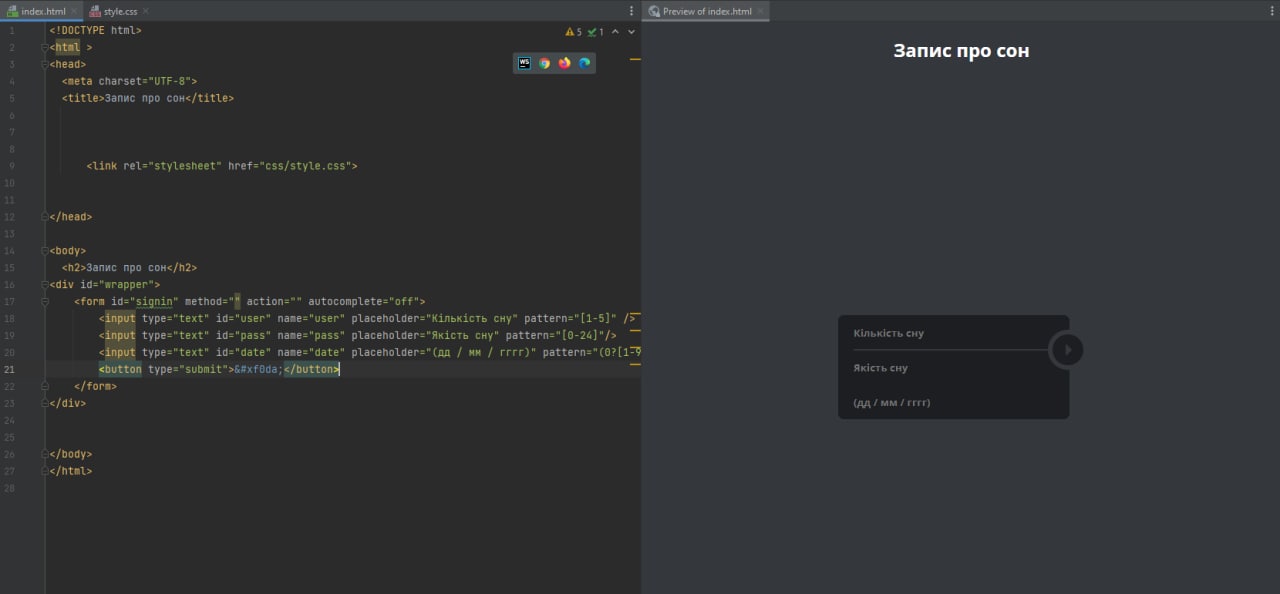 index.html
style.css
Preview of index.html
5 1
1 <!DOCTYPE html>
2 <html >
3 <head>
4 <meta charset="UTF-8">
5 <title>Запис про сон</title>
6
7
8
9 <link rel="stylesheet" href="css/style.css">
10
11
12 </head>
13
14 <body>
15 <h2>Запис про сон</h2>
16 <div id="wrapper">
17 <form id="signin" method="" action="" autocomplete="off">
18 <input type="text" id="user" name="user" placeholder="Кількість сну" pattern="[1-5]" />
19 <input type="text" id="pass" name="pass" placeholder="Якість сну" pattern="[0-24]"/>
20 <input type="text" id="date" name="date" placeholder="(дд / мм / гггг)" pattern="(0?[1-9
21 <button type="submit">&#xf0da;</button>
22 </form>
23 </div>
24
25
26 </body>
27 </html>
28
WS
Запис про сон
Кількість сну
Якість сну
(дд / мм / гггг)